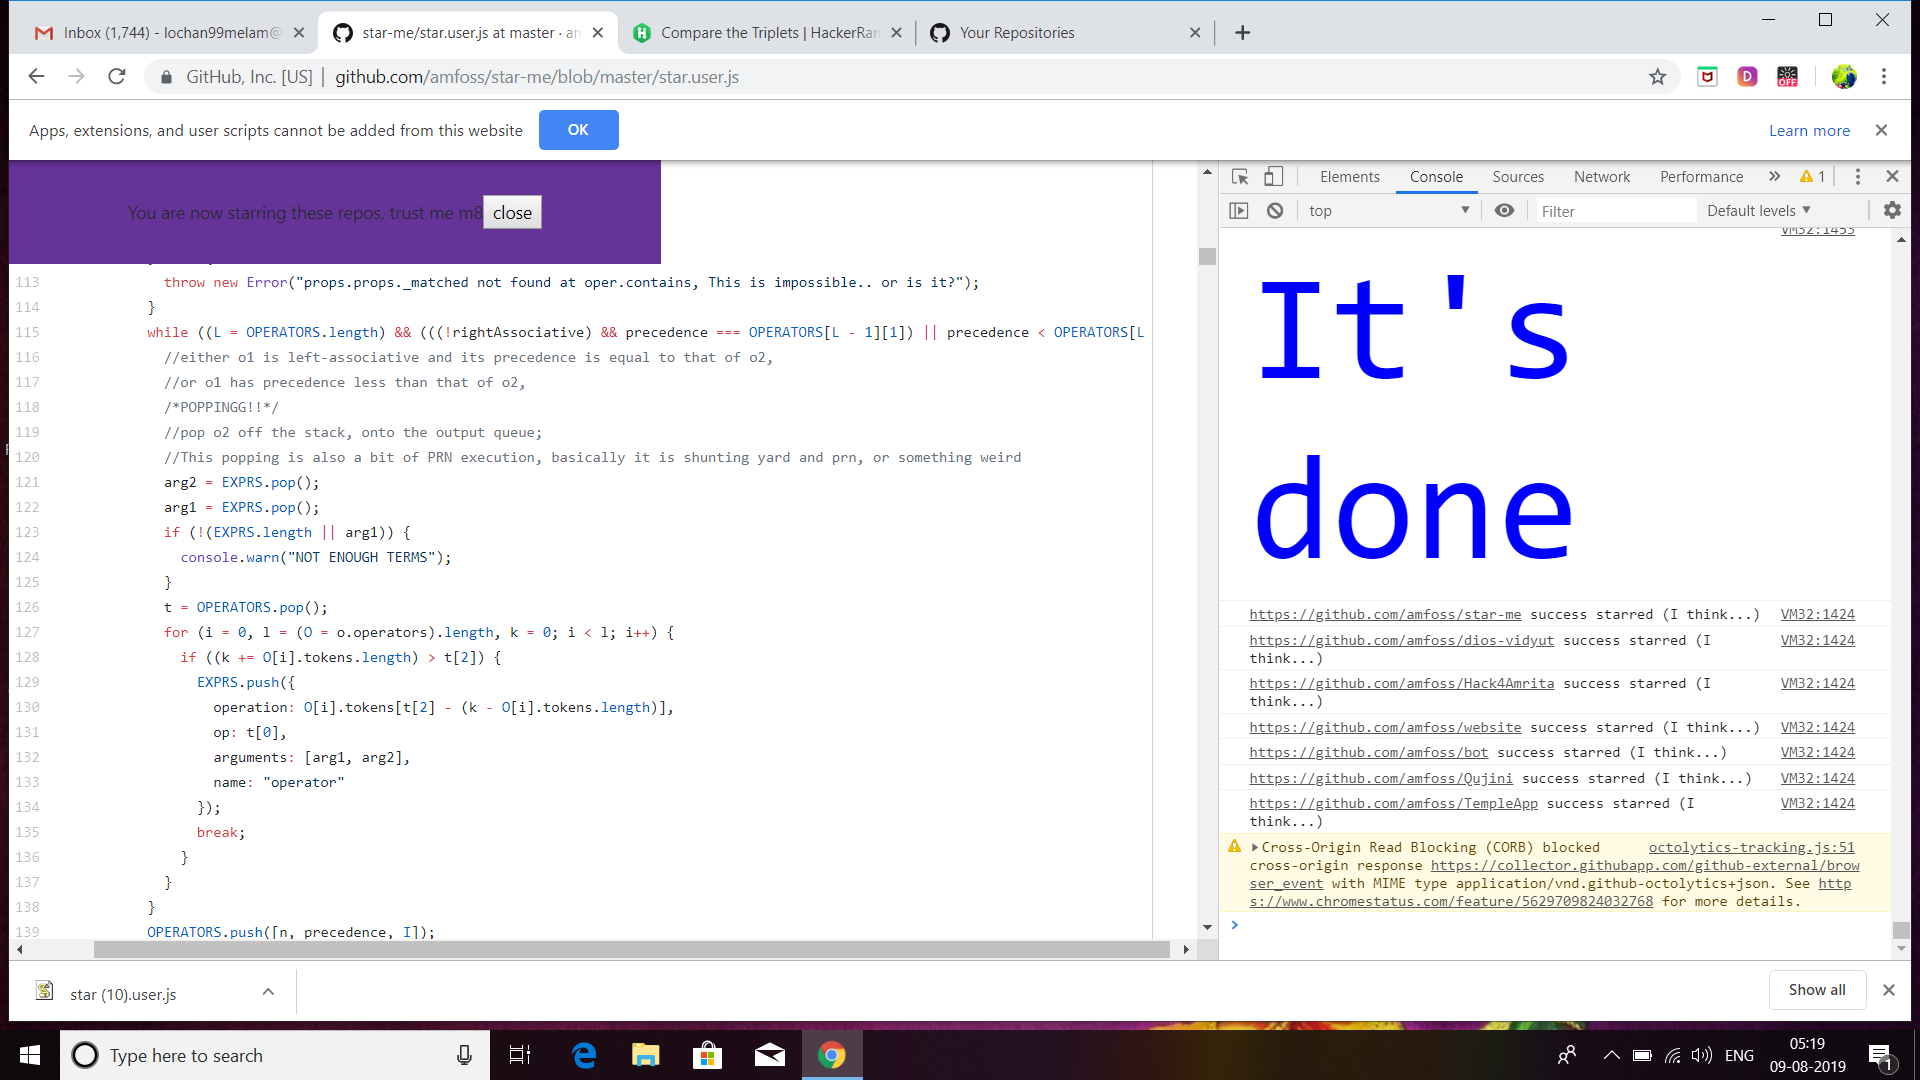 Inbox (1,744) - lochan99melam@
star-me/star.user.js at master · am
Compare the Triplets | HackerRan
Your Repositories
GitHub, Inc. [US] | github.com/amfoss/star-me/blob/master/star.user.js
Apps, extensions, and user scripts cannot be added from this website
OK
Learn more
You are now starring these repos, trust me m8
close
113 throw new Error("props.props._matched not found at oper.contains, This is impossible.. or is it?");
114 }
115 while ((L = OPERATORS.length) && (((!rightAssociative) && precedence === OPERATORS[L - 1][1]) || precedence < OPERATORS[L
116 //either o1 is left-associative and its precedence is equal to that of o2,
117 //or o1 has precedence less than that of o2,
118 /*POPPINGG!!*/
119 //pop o2 off the stack, onto the output queue;
120 //This popping is also a bit of PRN execution, basically it is shunting yard and prn, or something weird
121 arg2 = EXPRS.pop();
122 arg1 = EXPRS.pop();
123 if (!(EXPRS.length || arg1)) {
124 console.warn("NOT ENOUGH TERMS");
125 }
126 t = OPERATORS.pop();
127 for (i = 0, l = (O = o.operators).length, k = 0; i < l; i++) {
128 if ((k += O[i].tokens.length) > t[2]) {
129 EXPRS.push({
130 operation: O[i].tokens[t[2] - (k - O[i].tokens.length)],
131 op: t[0],
132 arguments: [arg1, arg2],
133 name: "operator"
134 });
135 break;
136 }
137 }
138 }
139 OPERATORS.push([n, precedence, I]);
Elements Console Sources Network Performance » 1
top
Filter
Default levels
VM32:1453
It's
done
https://github.com/amfoss/star-me success starred (I think...) VM32:1424
https://github.com/amfoss/dios-vidyut success starred (I VM32:1424
think...)
https://github.com/amfoss/Hack4Amrita success starred (I VM32:1424
think...)
https://github.com/amfoss/website success starred (I think...) VM32:1424
https://github.com/amfoss/bot success starred (I think...) VM32:1424
https://github.com/amfoss/Qujini success starred (I think...) VM32:1424
https://github.com/amfoss/TempleApp success starred (I VM32:1424
think...)
Cross-Origin Read Blocking (CORB) blocked octolytics-tracking.js:51
cross-origin response https://collector.githubapp.com/github-external/brow
ser_event with MIME type application/vnd.github-octolytics+json. See http
s://www.chromestatus.com/feature/5629709824032768 for more details.
>
star (10).user.js
Show all
Type here to search
ENG
05:19
09-08-2019
1